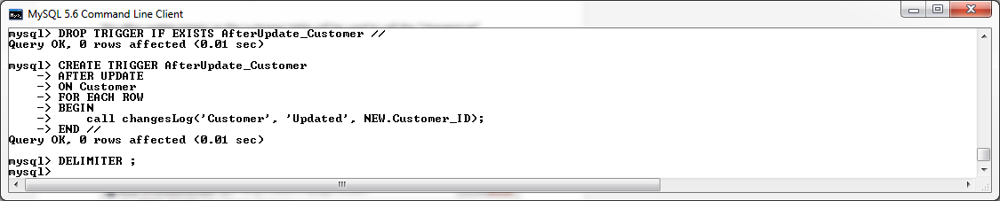 MySQL 5.6 Command Line Client
mysql> DROP TRIGGER IF EXISTS AfterUpdate_Customer //
Query OK, 0 rows affected (0.01 sec)
mysql> CREATE TRIGGER AfterUpdate_Customer
    -> AFTER UPDATE
    -> ON Customer
    -> FOR EACH ROW
    -> BEGIN
    ->     call changesLog('Customer', 'Updated', NEW.Customer_ID);
    -> END //
Query OK, 0 rows affected (0.01 sec)
mysql> DELIMITER ;
mysql>